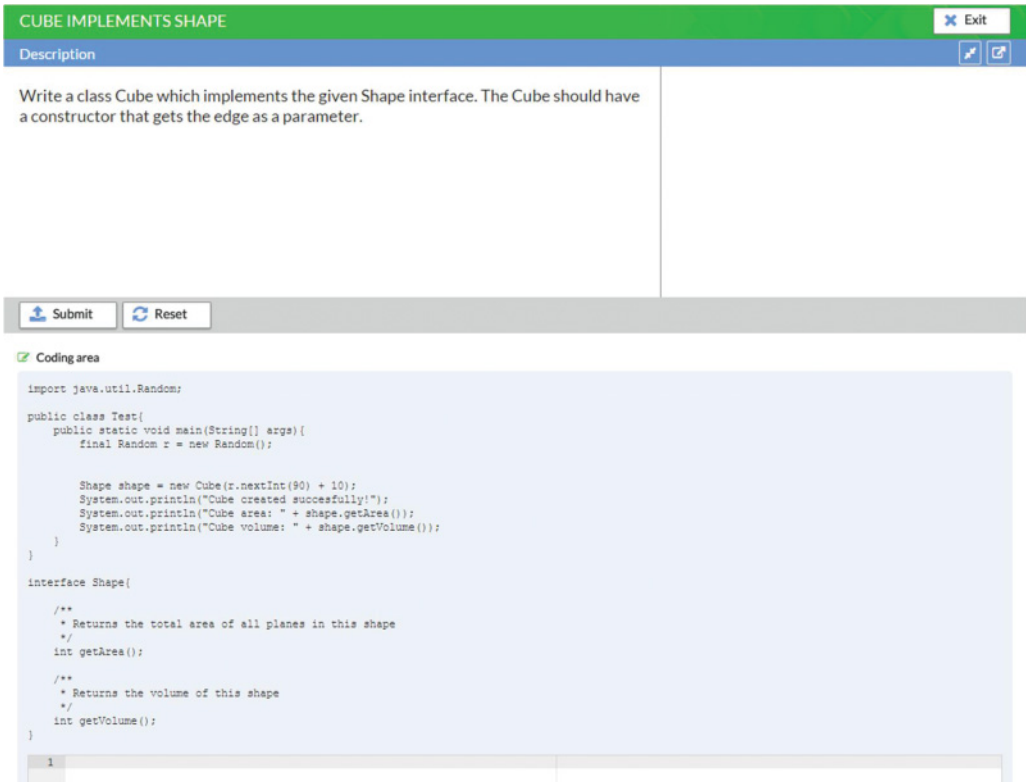 CUBE IMPLEMENTS SHAPE
Exit
Description
Write a class Cube which implements the given Shape interface. The Cube should have
a constructor that gets the edge as a parameter.
Submit
Reset
Coding area
import java.util.Random;
public class Test{
public static void main(String[] args){
final Random r = new Random();
Shape shape = new Cube(r.nextInt(90) + 10);
System.out.println("Cube created succesfully!");
System.out.println("Cube area: " + shape.getArea());
System.out.println("Cube volume: " + shape.getVolume());
}
}
interface Shape{
/**
* Returns the total area of all planes in this shape
*/
int getArea();
/**
* Returns the volume of this shape
*/
int getVolume();
}
1